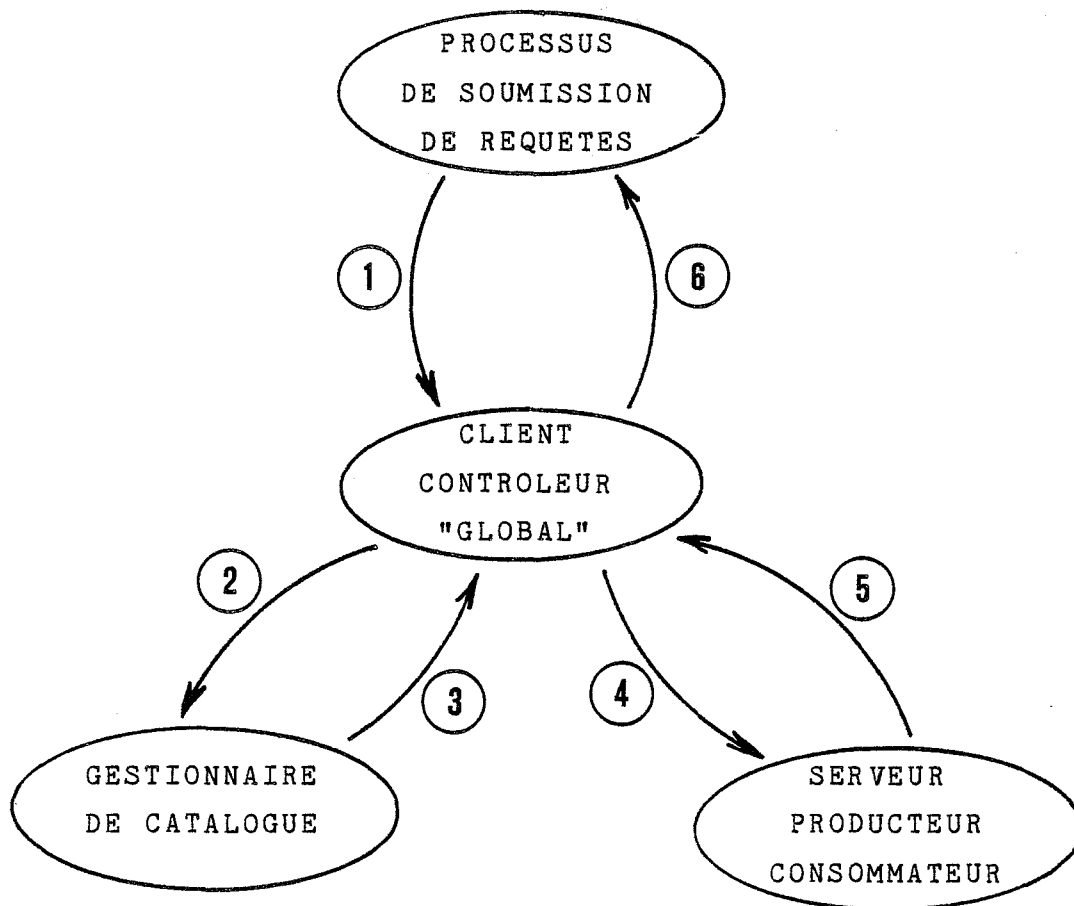 PROCESSUS
DE SOUMISSION
DE REQUETES
1
6
CLIENT
CONTROLEUR
"GLOBAL"
2
5
3
4
GESTIONNAIRE
DE CATALOGUE
SERVEUR
PRODUCTEUR
CONSOMMATEUR